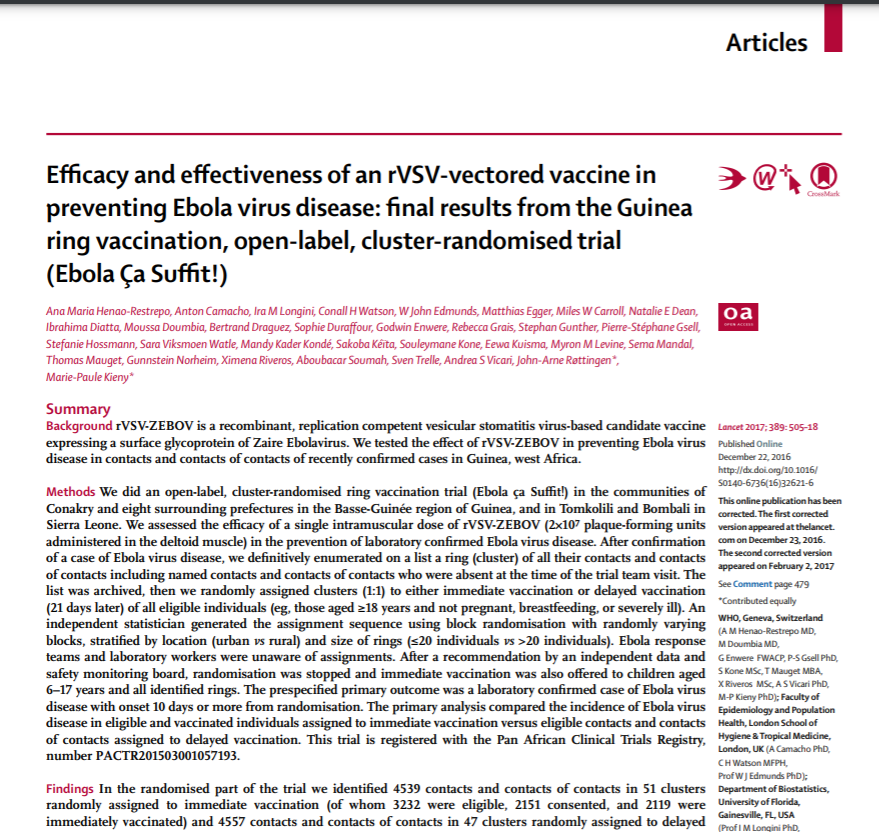 Articles
Efficacy and effectiveness of an rVSV-vectored vaccine in
preventing Ebola virus disease: final results from the Guinea
ring vaccination, open-label, cluster-randomised trial
(Ebola Ça Suffit!)
W
CrossMark
Ana Maria Henao-Restrepo, Anton Camacho, Ira M Longini, Conall H Watson, W John Edmunds, Matthias Egger, Miles W Carroll, Natalie E Dean,
Ibrahima Diatta, Moussa Doumbia, Bertrand Draguez, Sophie Duraffour, Godwin Enwere, Rebecca Grais, Stephan Gunther, Pierre-Stéphane Gsell,
Stefanie Hossmann, Sara Viksmoen Watle, Mandy Kader Kondé, Sakoba Kéïta, Souleymane Kone, Eewa Kuisma, Myron M Levine, Sema Mandal,
Thomas Mauget, Gunnstein Norheim, Ximena Riveros, Aboubacar Soumah, Sven Trelle, Andrea S Vicari, John-Arne Røttingen*,
Marie-Paule Kieny*
oa
OPEN ACCESS
Summary
Background rVSV-ZEBOV is a recombinant, replication competent vesicular stomatitis virus-based candidate vaccine
expressing a surface glycoprotein of Zaire Ebolavirus. We tested the effect of rVSV-ZEBOV in preventing Ebola virus
disease in contacts and contacts of contacts of recently confirmed cases in Guinea, west Africa.
Methods We did an open-label, cluster-randomised ring vaccination trial (Ebola ça Suffit!) in the communities of
Conakry and eight surrounding prefectures in the Basse-Guinée region of Guinea, and in Tomkolili and Bombali in
Sierra Leone. We assessed the efficacy of a single intramuscular dose of rVSV-ZEBOV (2×10⁷ plaque-forming units
administered in the deltoid muscle) in the prevention of laboratory confirmed Ebola virus disease. After confirmation
of a case of Ebola virus disease, we definitively enumerated on a list a ring (cluster) of all their contacts and contacts
of contacts including named contacts and contacts of contacts who were absent at the time of the trial team visit. The
list was archived, then we randomly assigned clusters (1:1) to either immediate vaccination or delayed vaccination
(21 days later) of all eligible individuals (eg, those aged ≥18 years and not pregnant, breastfeeding, or severely ill). An
independent statistician generated the assignment sequence using block randomisation with randomly varying
blocks, stratified by location (urban vs rural) and size of rings (≤20 individuals vs >20 individuals). Ebola response
teams and laboratory workers were unaware of assignments. After a recommendation by an independent data and
safety monitoring board, randomisation was stopped and immediate vaccination was also offered to children aged
6–17 years and all identified rings. The prespecified primary outcome was a laboratory confirmed case of Ebola virus
disease with onset 10 days or more from randomisation. The primary analysis compared the incidence of Ebola virus
disease in eligible and vaccinated individuals assigned to immediate vaccination versus eligible contacts and contacts
of contacts assigned to delayed vaccination. This trial is registered with the Pan African Clinical Trials Registry,
number PACTR201503001057193.
Findings In the randomised part of the trial we identified 4539 contacts and contacts of contacts in 51 clusters
randomly assigned to immediate vaccination (of whom 3232 were eligible, 2151 consented, and 2119 were
immediately vaccinated) and 4557 contacts and contacts of contacts in 47 clusters randomly assigned to delayed
Lancet 2017; 389: 505–18
Published Online
December 22, 2016
http://dx.doi.org/10.1016/
S0140-6736(16)32621-6
This online publication has been
corrected. The first corrected
version appeared at thelancet.
com on December 23, 2016.
The second corrected version
appeared on February 2, 2017
See Comment page 479
*Contributed equally
WHO, Geneva, Switzerland
(A M Henao-Restrepo MD,
M Doumbia MD,
G Enwere FWACP, P-S Gsell PhD,
S Kone MSc, T Mauget MBA,
X Riveros MSc, A S Vicari PhD,
M-P Kieny PhD); Faculty of
Epidemiology and Population
Health, London School of
Hygiene & Tropical Medicine,
London, UK (A Camacho PhD,
C H Watson MFPH,
Prof W J Edmunds PhD);
Department of Biostatistics,
University of Florida,
Gainesville, FL, USA
(Prof I M Longini PhD,